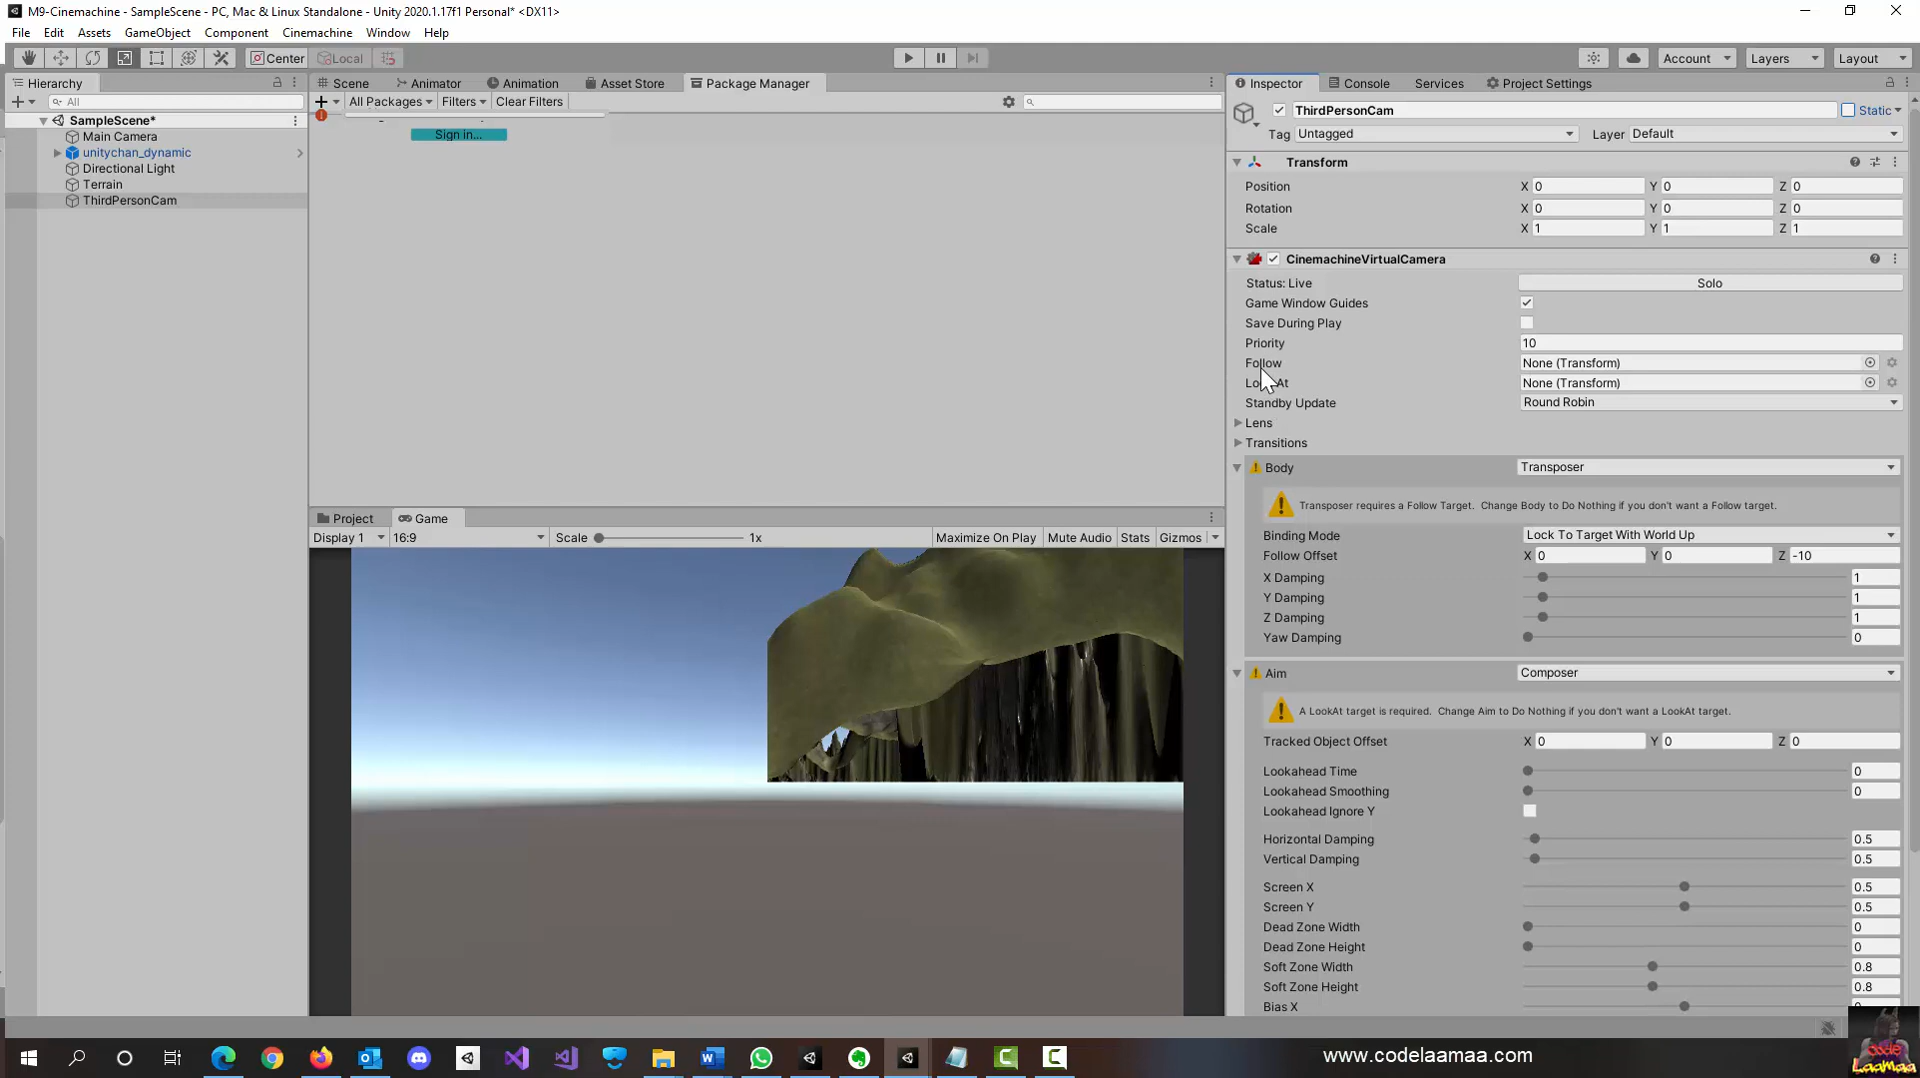 M9-Cinemachine - SampleScene - PC, Mac & Linux Standalone - Unity 2020.1.17f1 Personal* <DX11>
File Edit Assets GameObject Component Cinemachine Window Help
Center Local Account Layers Layout
Hierarchy
All
SampleScene*
Main Camera
unitychan_dynamic
Directional Light
Terrain
ThirdPersonCam
Scene Animator Animation Asset Store Package Manager
All Packages Filters Clear Filters
Sign in...
Project Game
Display 1 16:9 Scale 1x Maximize On Play Mute Audio Stats Gizmos
Inspector Console Services Project Settings
ThirdPersonCam Static
Tag Untagged Layer Default
Transform
Position X 0 Y 0 Z 0
Rotation X 0 Y 0 Z 0
Scale X 1 Y 1 Z 1
CinemachineVirtualCamera
Status: Live Solo
Game Window Guides
Save During Play
Priority 10
Follow None (Transform)
At None (Transform)
Standby Update Round Robin
Lens
Transitions
Body Transposer
Transposer requires a Follow Target. Change Body to Do Nothing if you don't want a Follow target.
Binding Mode Lock To Target With World Up
Follow Offset X 0 Y 0 Z -10
X Damping 1
Y Damping 1
Z Damping 1
Yaw Damping 0
Aim Composer
A LookAt target is required. Change Aim to Do Nothing if you don't want a LookAt target.
Tracked Object Offset X 0 Y 0 Z 0
Lookahead Time 0
Lookahead Smoothing 0
Lookahead Ignore Y
Horizontal Damping 0.5
Vertical Damping 0.5
Screen X 0.5
Screen Y 0.5
Dead Zone Width 0
Dead Zone Height 0
Soft Zone Width 0.8
Soft Zone Height 0.8
Bias X
www.codelaamaa.com
Code
LaaMaa